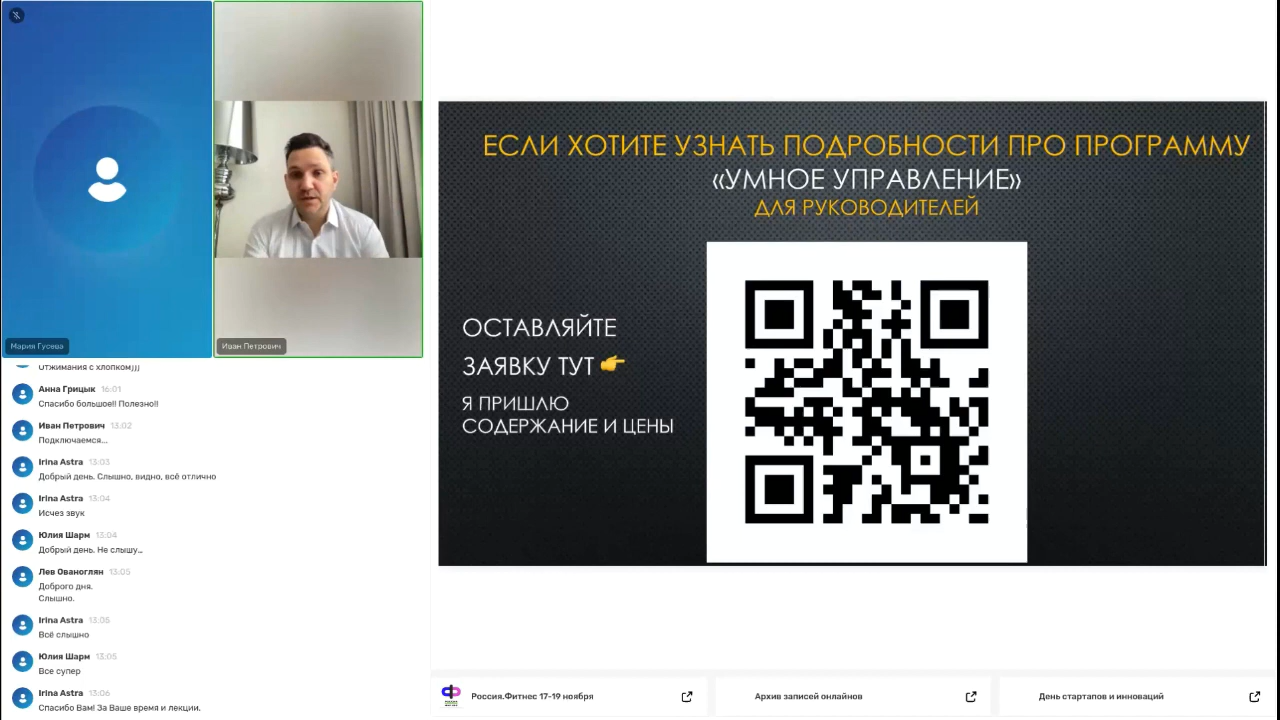 Мария Гусева
Иван Петрович
Отжимания с хлопком)))
Анна Грицык 16:01
Спасибо большое!! Полезно!!
Иван Петрович 13:02
Подключаемся...
Irina Astra 13:03
Добрый день. Слышно, видно, всё отлично
Irina Astra 13:04
Исчез звук
Юлия Шарм 13:04
Добрый день. Не слышу...
Лев Ованоглян 13:05
Доброго дня.
Слышно.
Irina Astra 13:05
Всё слышно
Юлия Шарм 13:05
Все супер
Irina Astra 13:06
Спасибо Вам! За Ваше время и лекции.
ЕСЛИ ХОТИТЕ УЗНАТЬ ПОДРОБНОСТИ ПРО ПРОГРАММУ
«УМНОЕ УПРАВЛЕНИЕ»
ДЛЯ РУКОВОДИТЕЛЕЙ
ОСТАВЛЯЙТЕ
ЗАЯВКУ ТУТ 👉
Я ПРИШЛЮ
СОДЕРЖАНИЕ И ЦЕНЫ
Россия.Фитнес 17-19 ноября
Архив записей онлайнов
День стартапов и инноваций